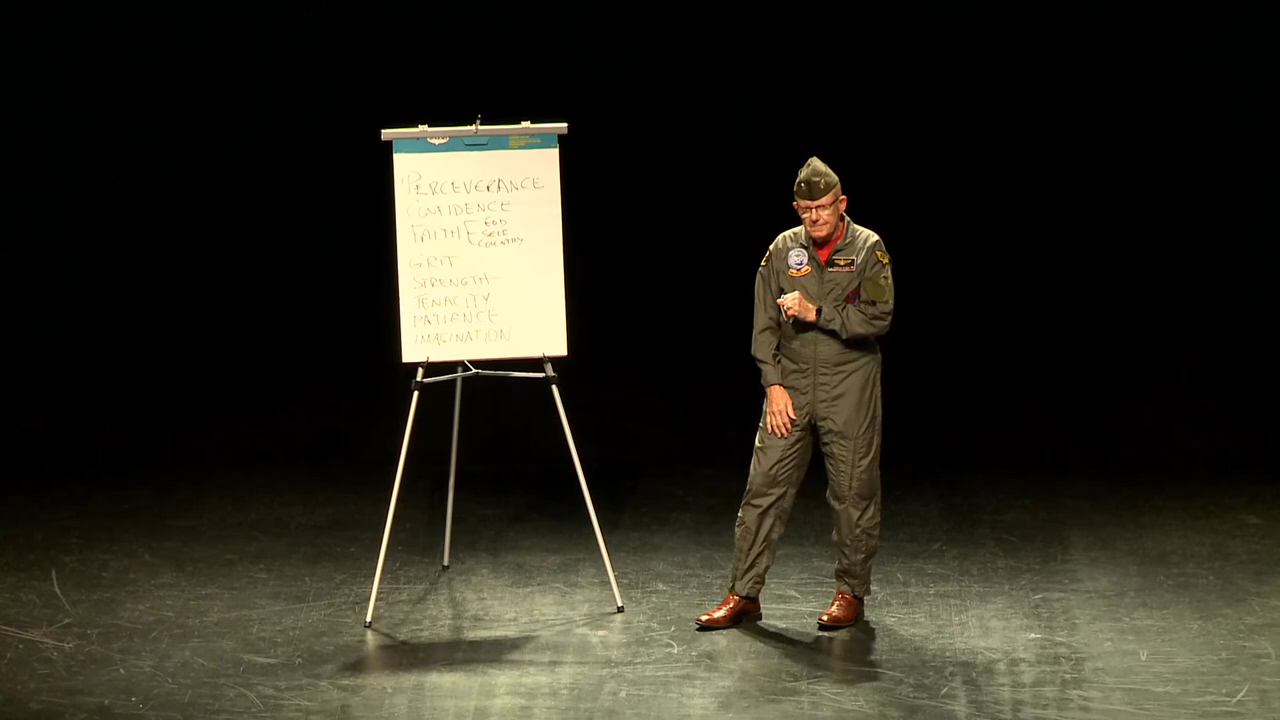 PERCEVERANCE
CONFIDENCE
FAITH GOD
SELF
COUNTRY
GRIT
STRENGTH
TENACITY
PATIENCE
IMAGINATION